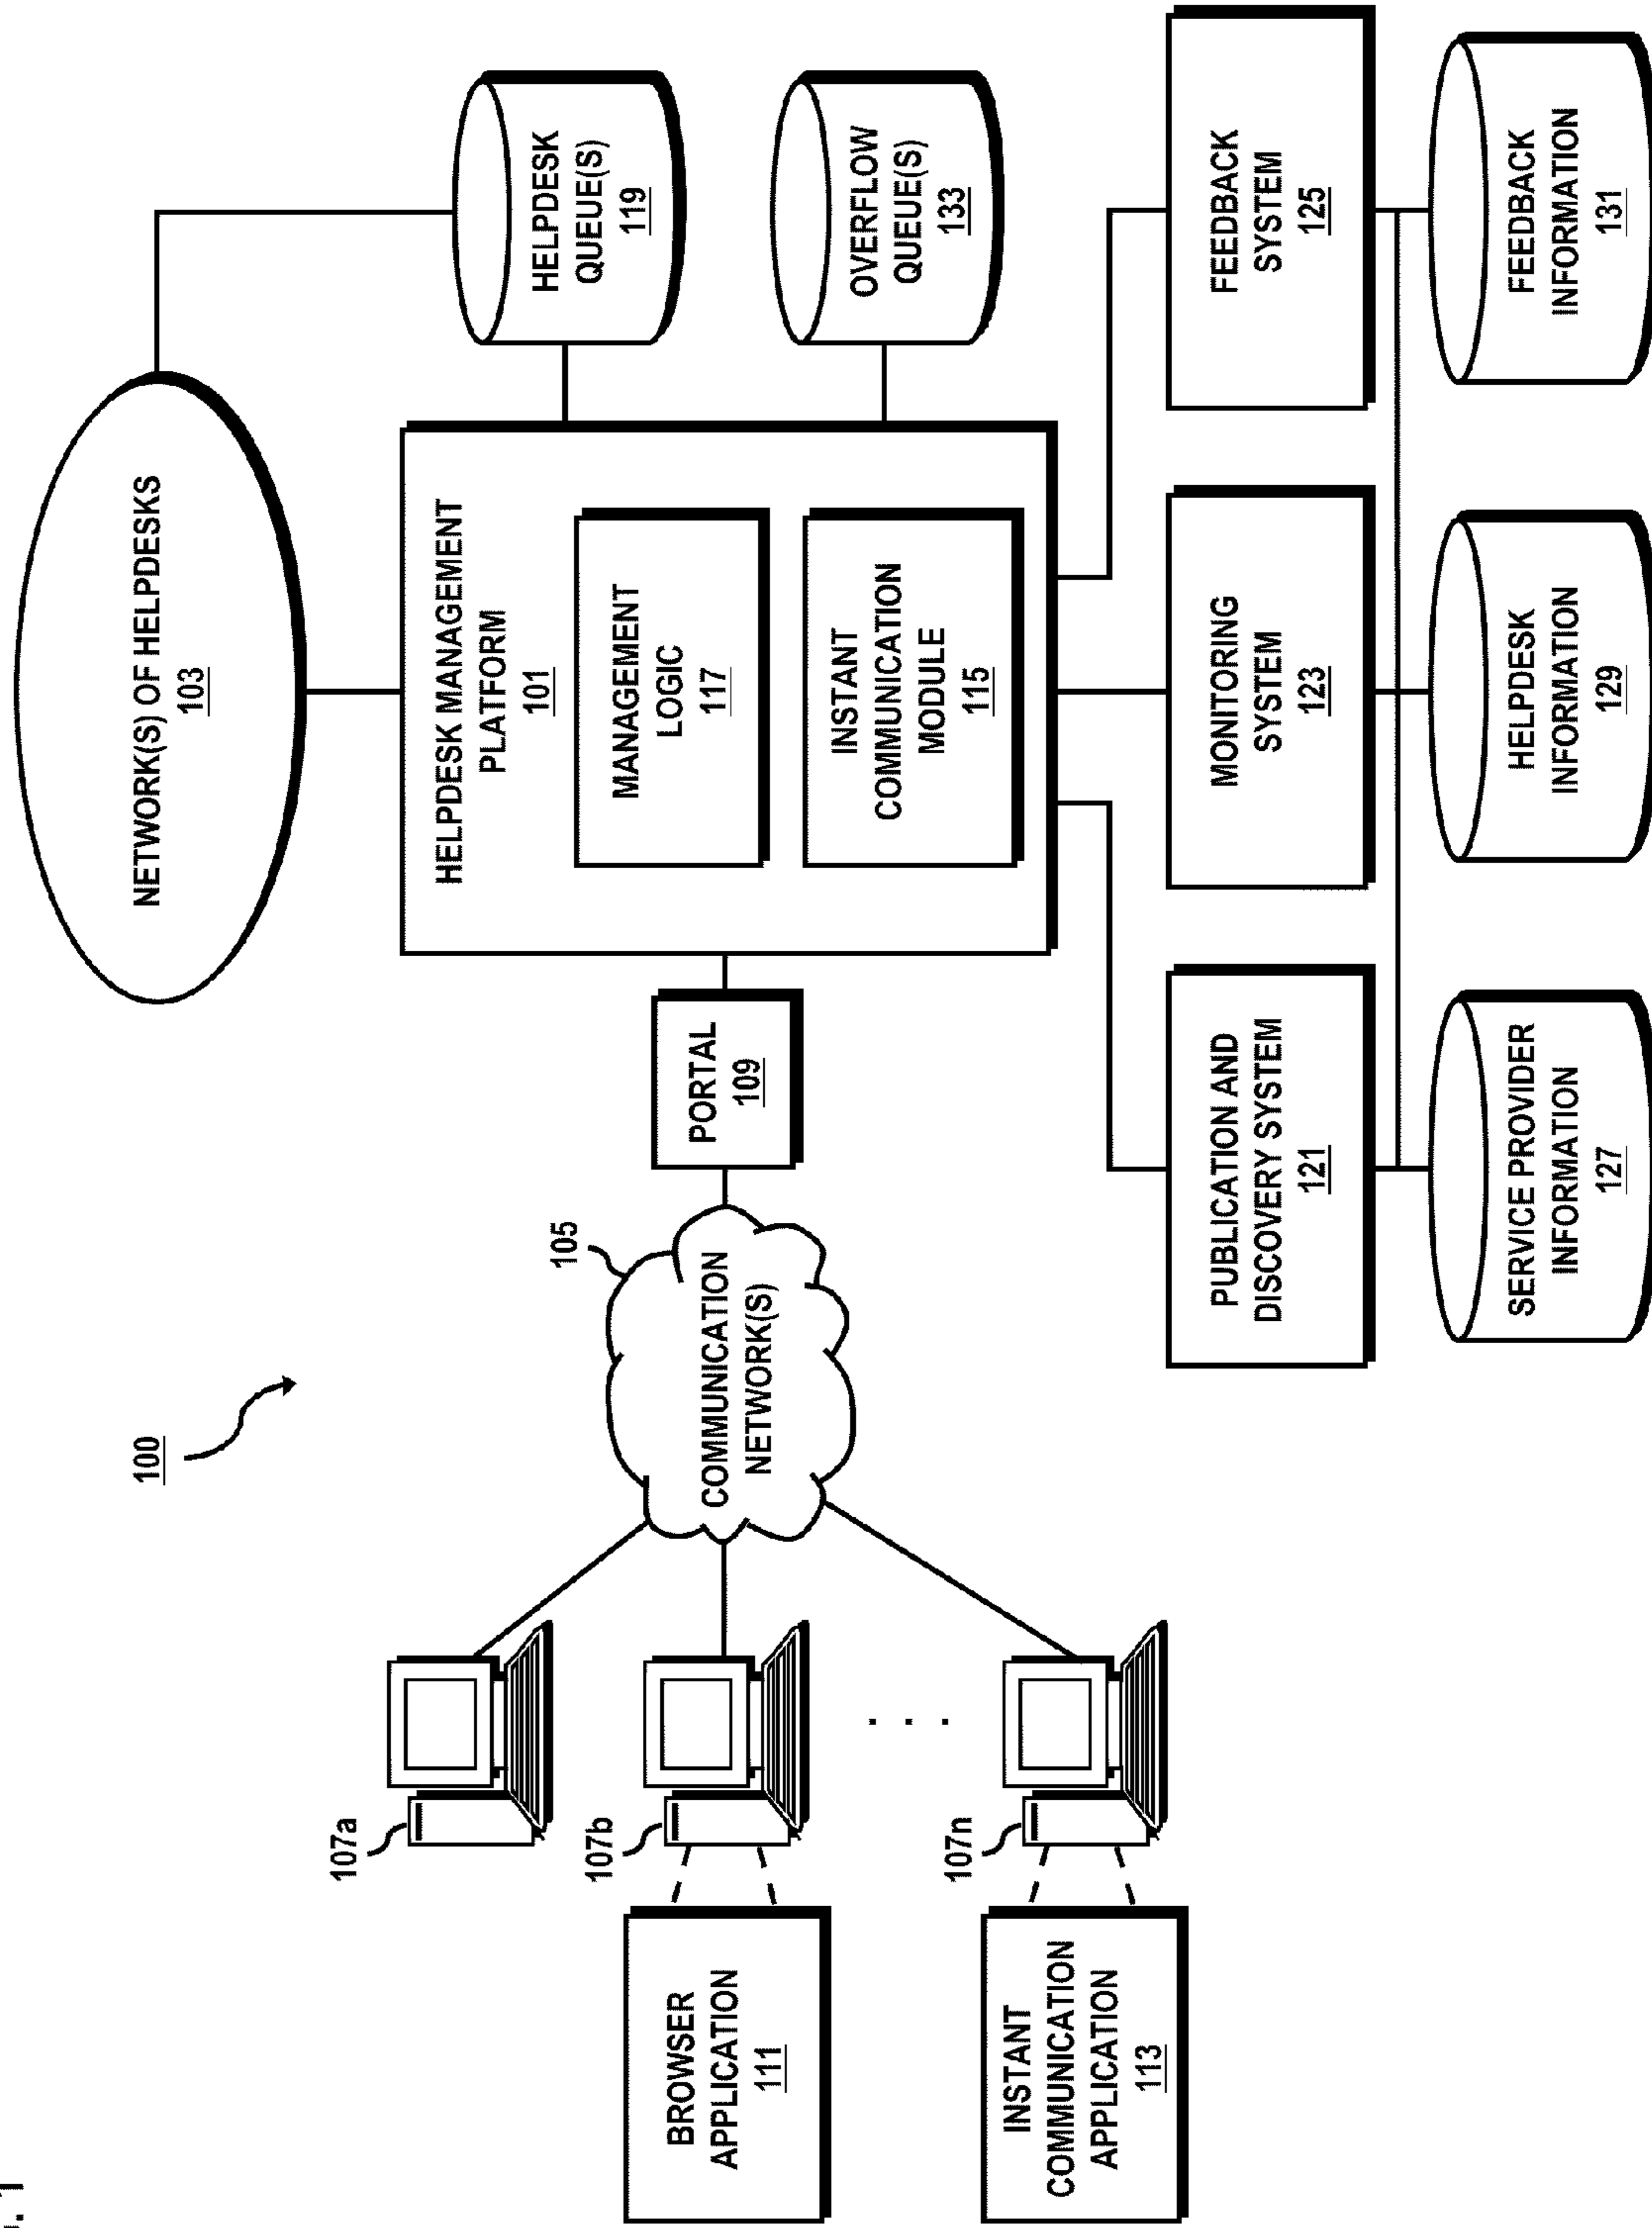 100
NETWORK(S) OF HELPDESKS
103
HELPDESK MANAGEMENT
PLATFORM
101
MANAGEMENT
LOGIC
117
INSTANT
COMMUNICATION
MODULE
115
HELPDESK
QUEUE(S)
119
OVERFLOW
QUEUE(S)
133
PORTAL
109
105
COMMUNICATION
NETWORK(S)
107a
107b
107n
. . .
BROWSER
APPLICATION
111
INSTANT
COMMUNICATION
APPLICATION
113
PUBLICATION AND
DISCOVERY SYSTEM
121
MONITORING
SYSTEM
123
FEEDBACK
SYSTEM
125
SERVICE PROVIDER
INFORMATION
127
HELPDESK
INFORMATION
129
FEEDBACK
INFORMATION
131